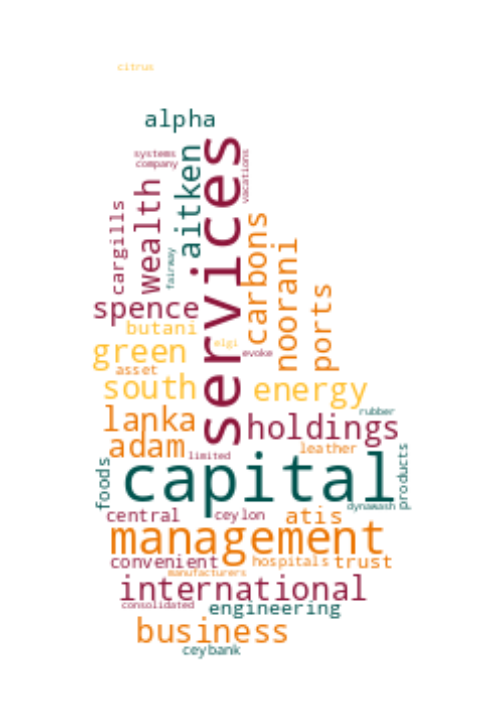 citrus
alpha
systems
company
vacations
services
aitken
wealth
cargills
fairway
carbons
noorani
ports
spence
butani
elgi
green
evoke
asset
south
energy
rubber
lanka
holdings
adam
leather
limited
foods
capital
products
dynawash
central
ceylon
atis
management
convenient
hospitals
trust
manufacturers
international
consolidated
engineering
business
ceybank